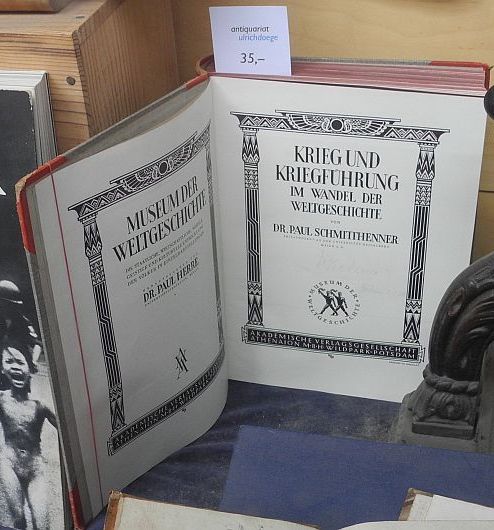 antiquariat
ulrichdoege
35,–
MUSEUM DER
WELTGESCHICHTE
DR. PAUL HERRE
KRIEG UND
KRIEGFÜHRUNG
IM WANDEL DER
WELTGESCHICHTE
VON
DR. PAUL SCHMITTHENNER
MUSEUM DER
WELTGESCHICHTE
AKADEMISCHE VERLAGSGESELLSCHAFT
ATHENAION M·B·H·WILDPARK-POTSDAM